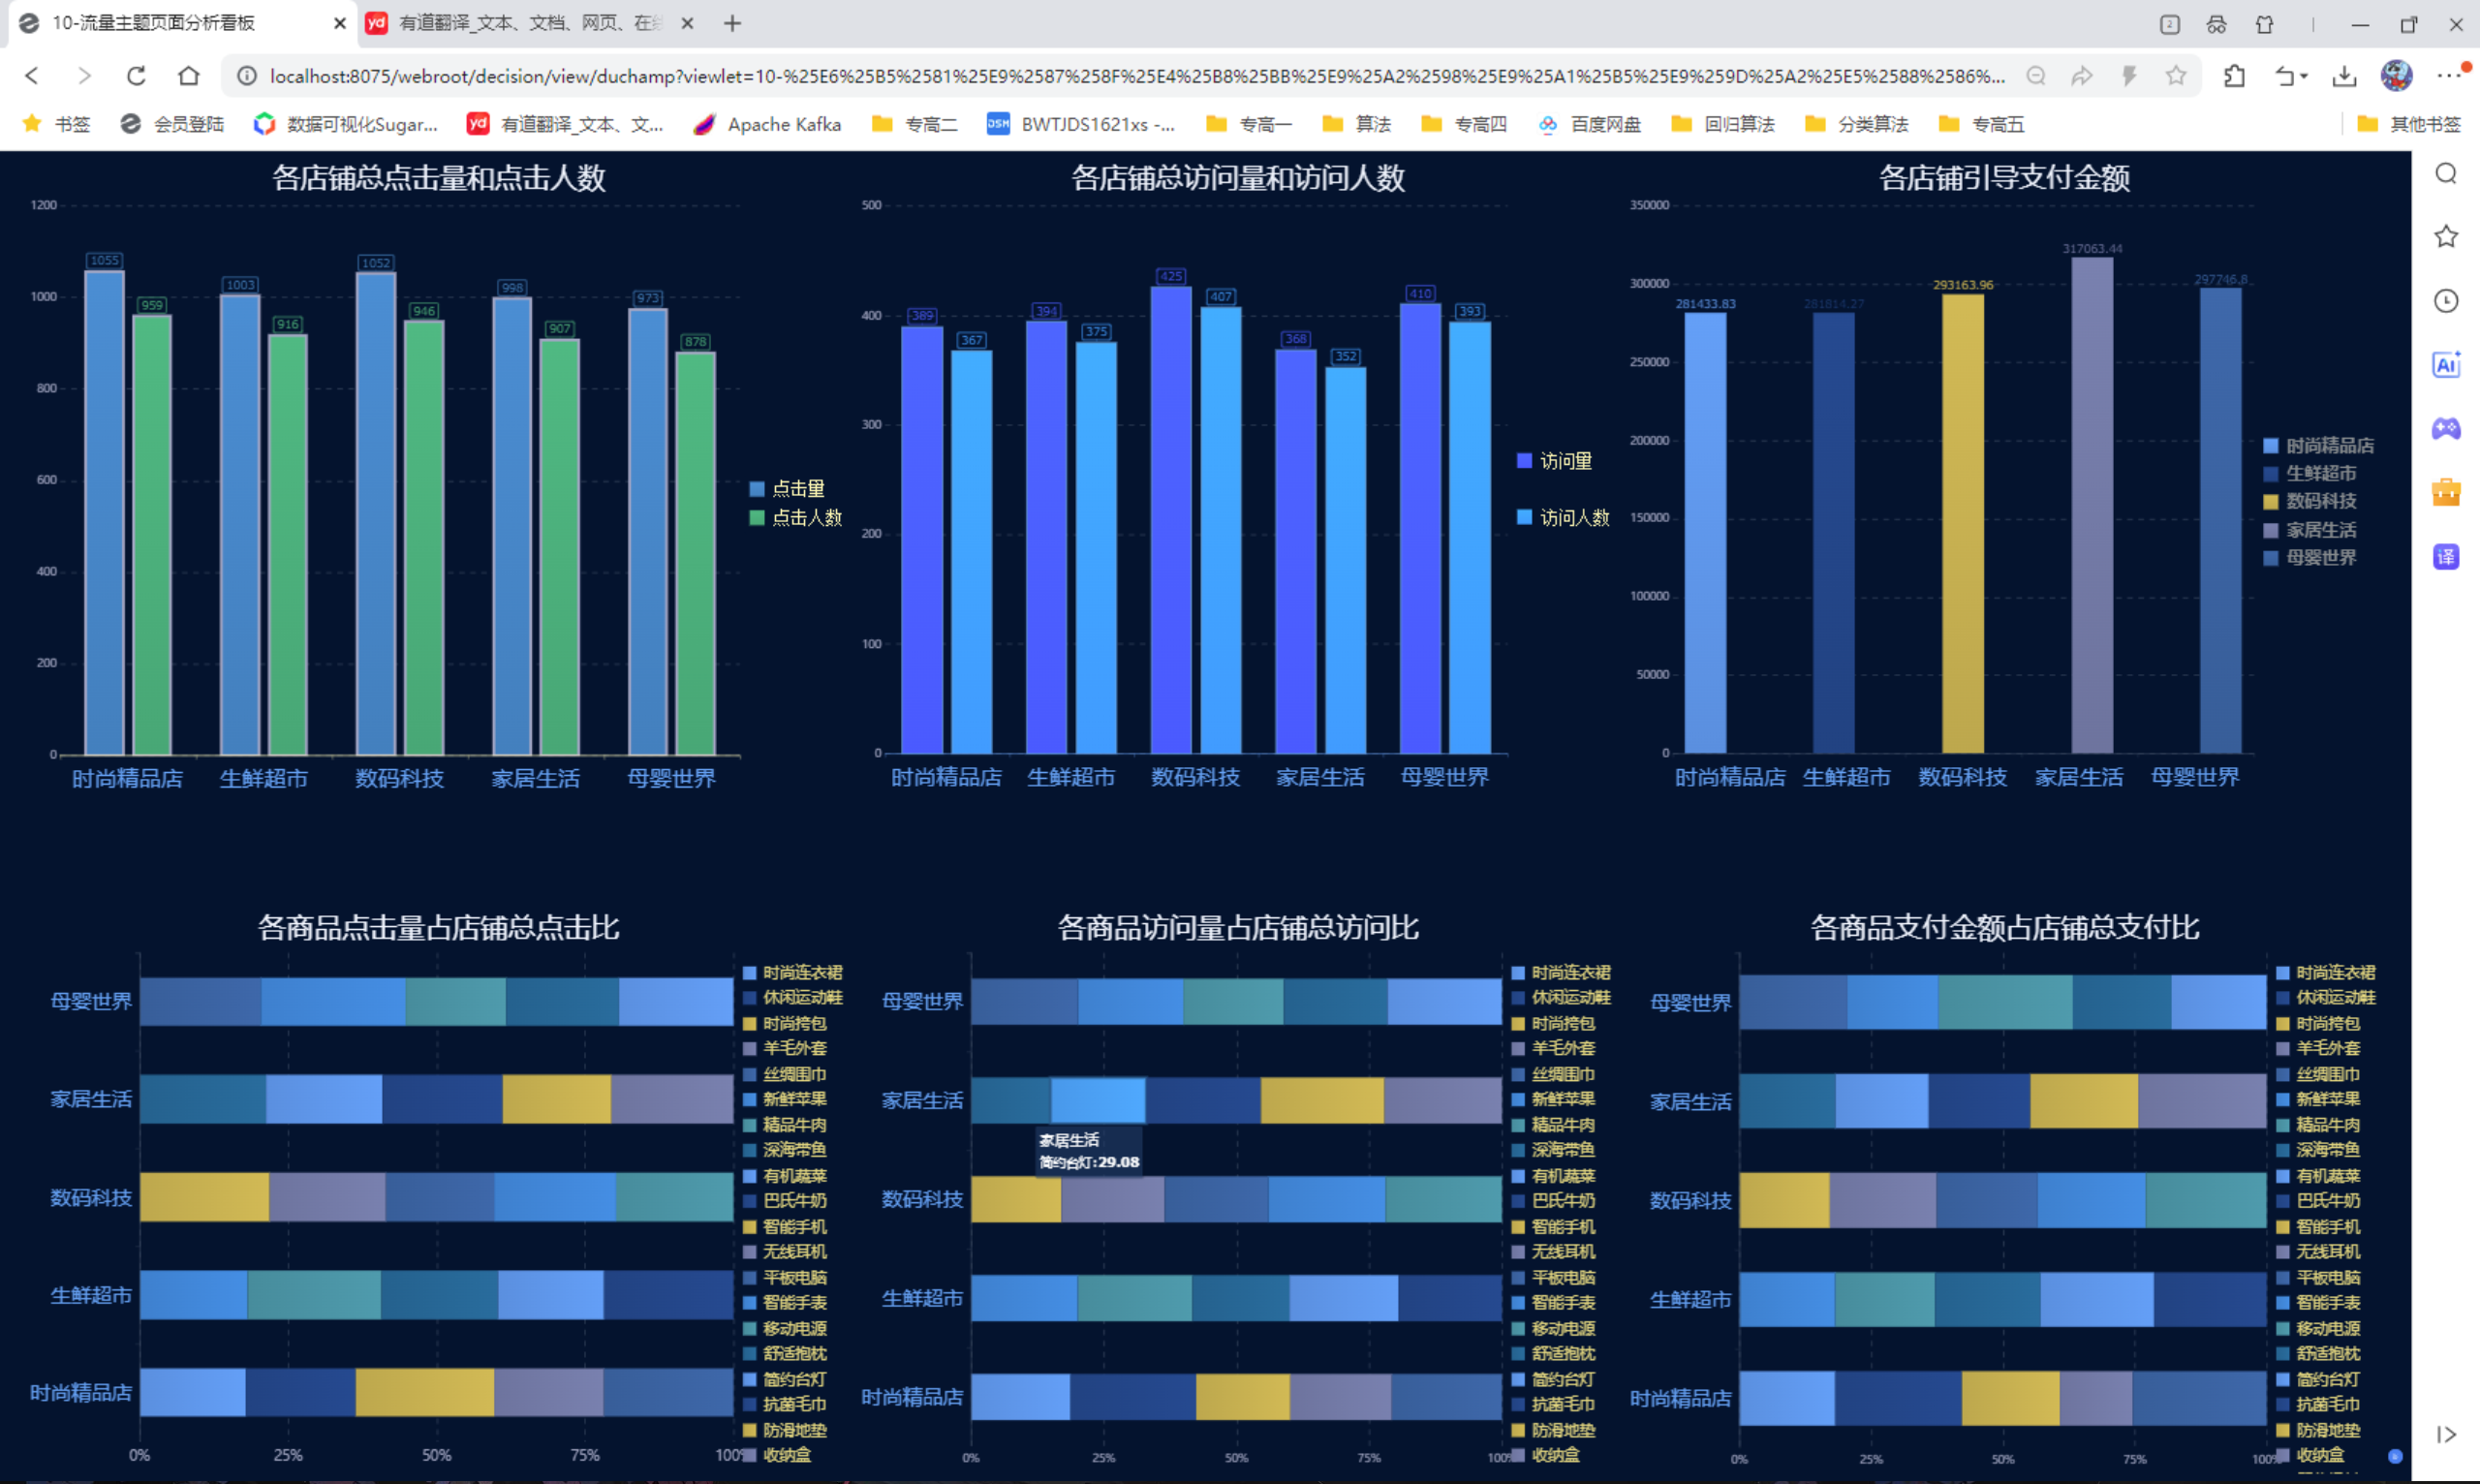 10-流量主题页面分析看板
yd 有道翻译_文本、文档、网页、在线
localhost:8075/webroot/decision/view/duchamp?viewlet=10-%25E6%25B5%2581%25E9%2587%258F%25E4%25B8%25BB%25E9%25A2%2598%25E9%25A1%25B5%25E9%259D%25A2%25E5%2588%2586%...
书签 会员登陆 数据可视化Sugar... yd 有道翻译_文本、文... Apache Kafka 专高二 DSM BWTJDS1621xs -... 专高一 算法 专高四 百度网盘 回归算法 分类算法 专高五 其他书签
各店铺总点击量和点击人数
1200
1000
800
600
400
200
0
1055 959 1003 916 1052 946 998 907 973 878
点击量
点击人数
时尚精品店 生鲜超市 数码科技 家居生活 母婴世界
各店铺总访问量和访问人数
500
400
300
200
100
0
389 367 394 375 425 407 368 352 410 393
访问量
访问人数
时尚精品店 生鲜超市 数码科技 家居生活 母婴世界
各店铺引导支付金额
350000
300000
250000
200000
150000
100000
50000
0
281433.83 281814.27 293163.96 317063.44 297746.8
时尚精品店
生鲜超市
数码科技
家居生活
母婴世界
时尚精品店 生鲜超市 数码科技 家居生活 母婴世界
Ai
译
各商品点击量占店铺总点击比
母婴世界
家居生活
数码科技
生鲜超市
时尚精品店
0% 25% 50% 75% 100%
时尚连衣裙
休闲运动鞋
时尚挎包
羊毛外套
丝绸围巾
新鲜苹果
精品牛肉
深海带鱼
有机蔬菜
巴氏牛奶
智能手机
无线耳机
平板电脑
智能手表
移动电源
舒适抱枕
简约台灯
抗菌毛巾
防滑地垫
收纳盒
各商品访问量占店铺总访问比
母婴世界
家居生活
家居生活
简约台灯:29.08
数码科技
生鲜超市
时尚精品店
0% 25% 50% 75% 100%
时尚连衣裙
休闲运动鞋
时尚挎包
羊毛外套
丝绸围巾
新鲜苹果
精品牛肉
深海带鱼
有机蔬菜
巴氏牛奶
智能手机
无线耳机
平板电脑
智能手表
移动电源
舒适抱枕
简约台灯
抗菌毛巾
防滑地垫
收纳盒
各商品支付金额占店铺总支付比
母婴世界
家居生活
数码科技
生鲜超市
时尚精品店
0% 25% 50% 75% 100%
时尚连衣裙
休闲运动鞋
时尚挎包
羊毛外套
丝绸围巾
新鲜苹果
精品牛肉
深海带鱼
有机蔬菜
巴氏牛奶
智能手机
无线耳机
平板电脑
智能手表
移动电源
舒适抱枕
简约台灯
抗菌毛巾
防滑地垫
收纳盒